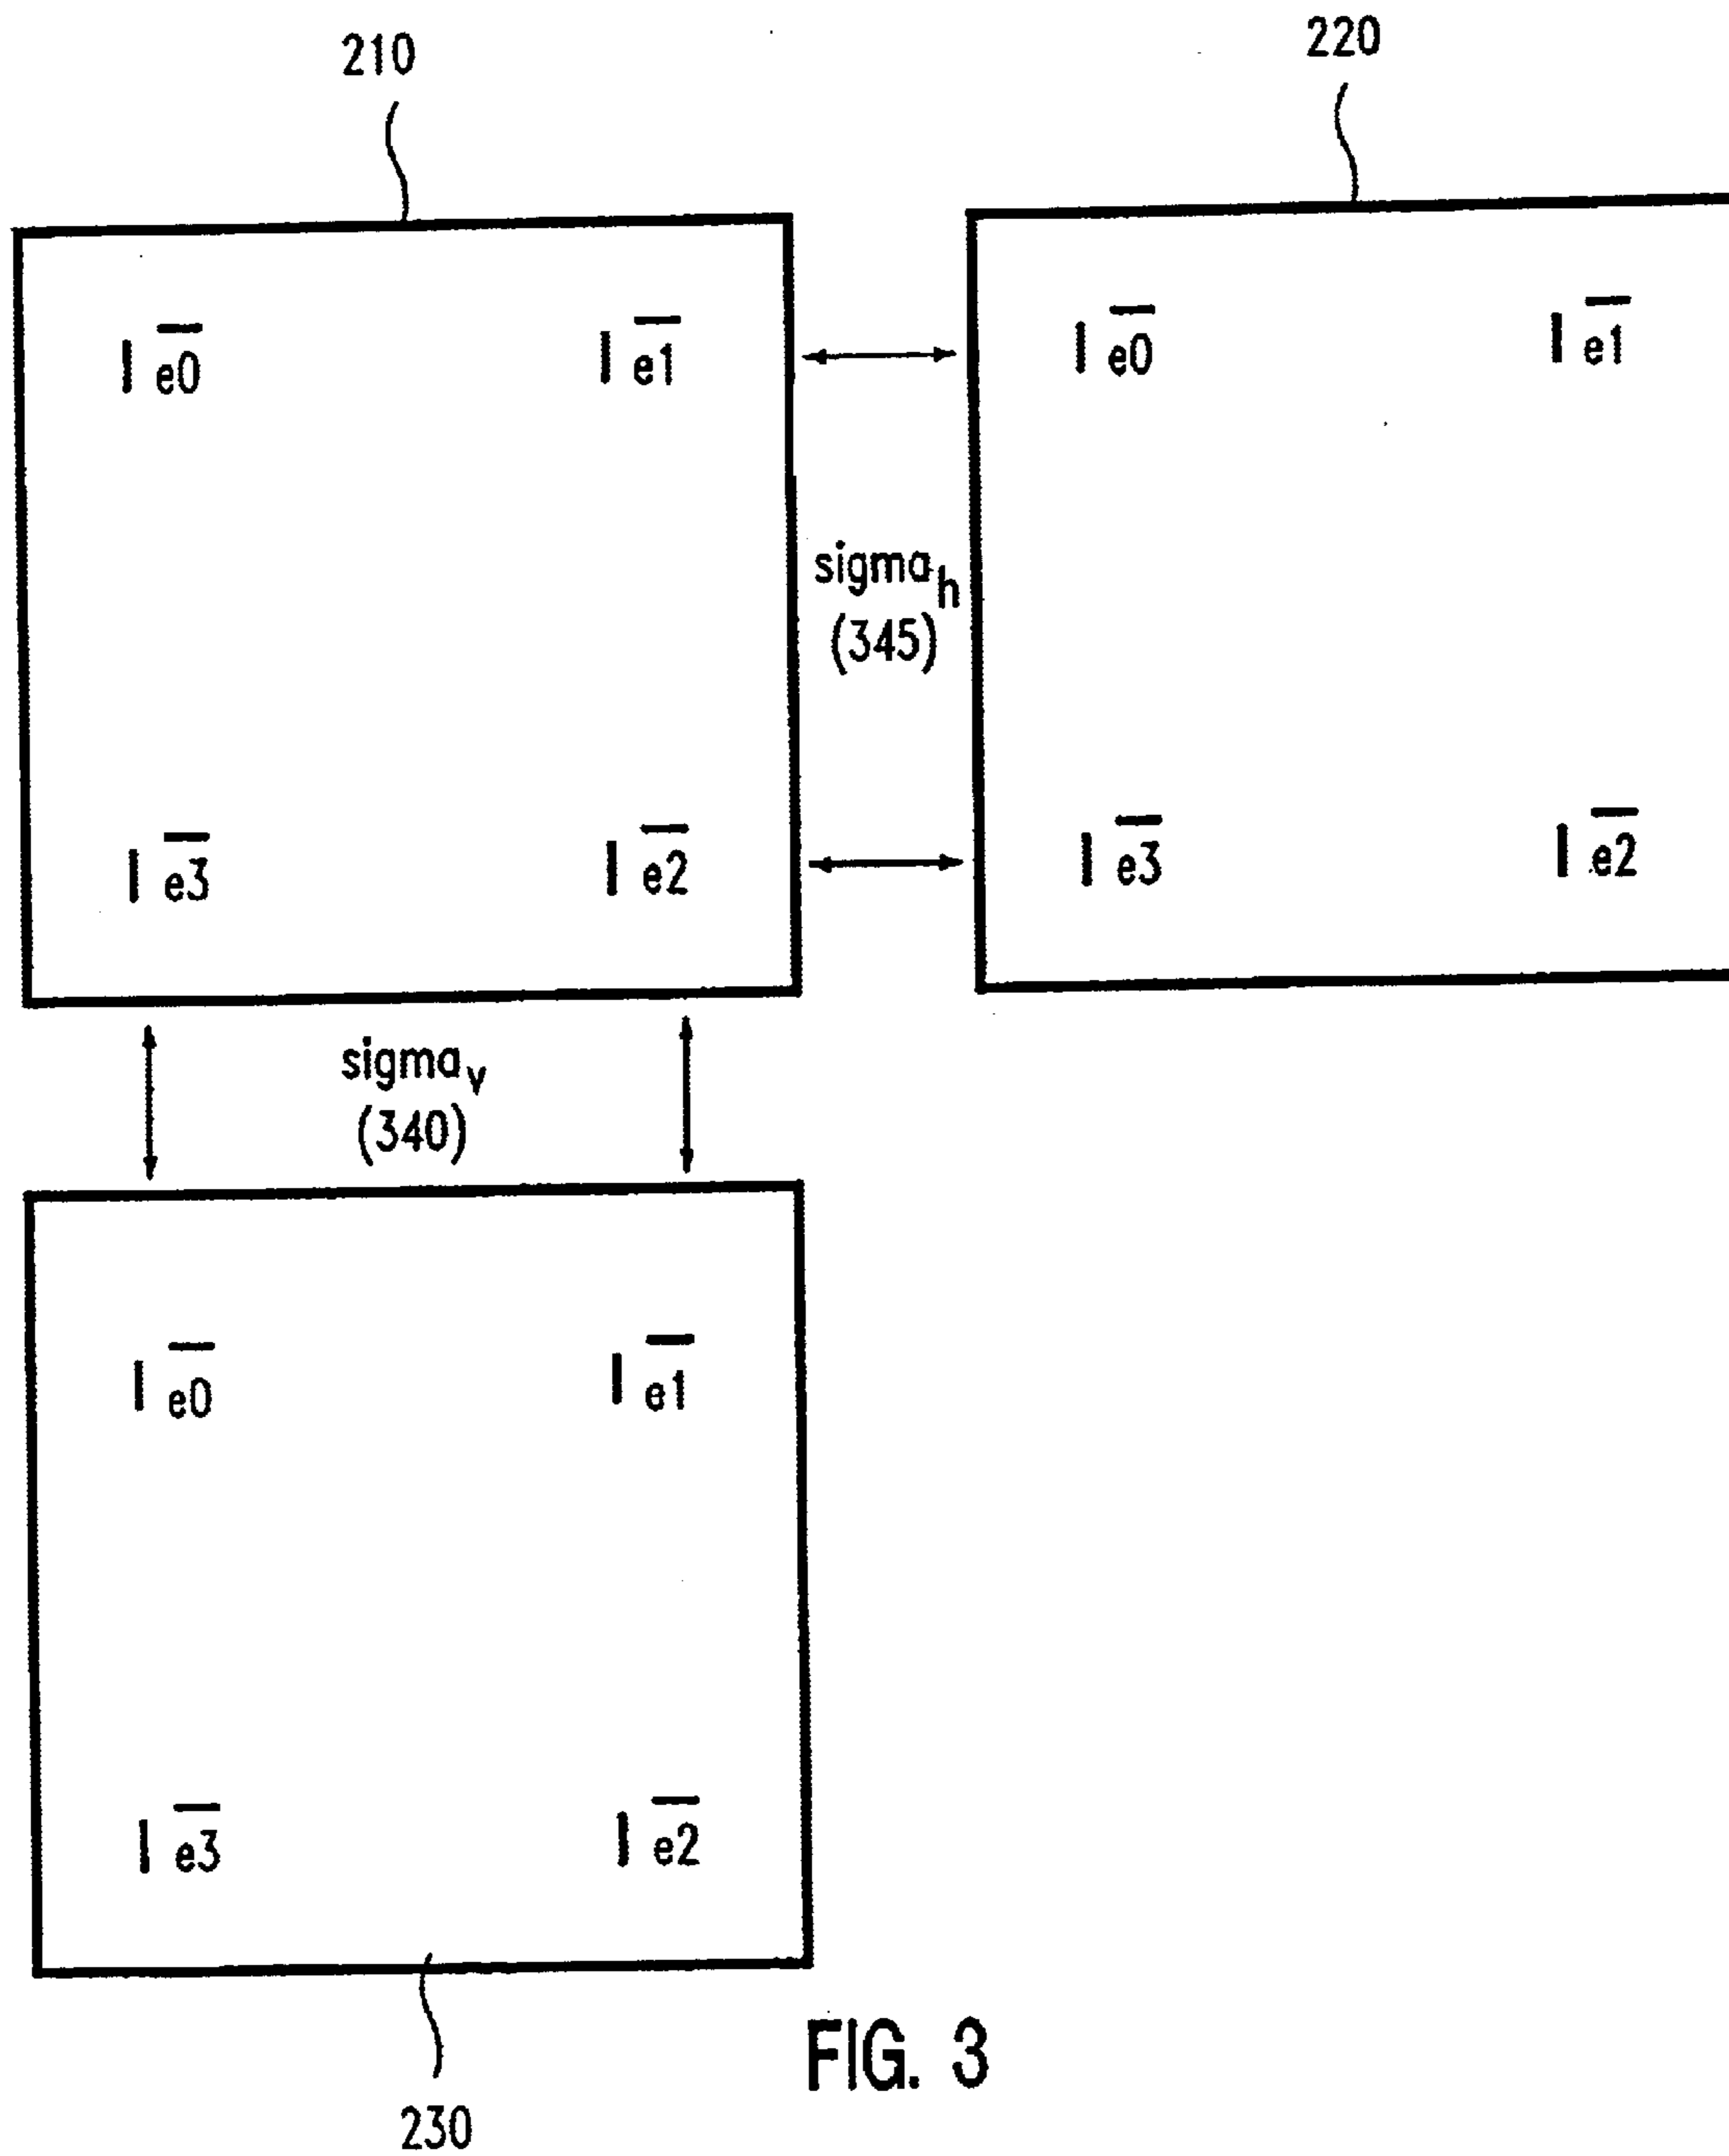 210
220
I e0̅
I e1̅
I e0̅
I e1̅
sigma_h
(345)
I e3̅
I e2̅
I e3̅
I e2̅
sigma_v
(340)
I e0̅
I e1̅
I e3̅
I e2̅
230
FIG. 3